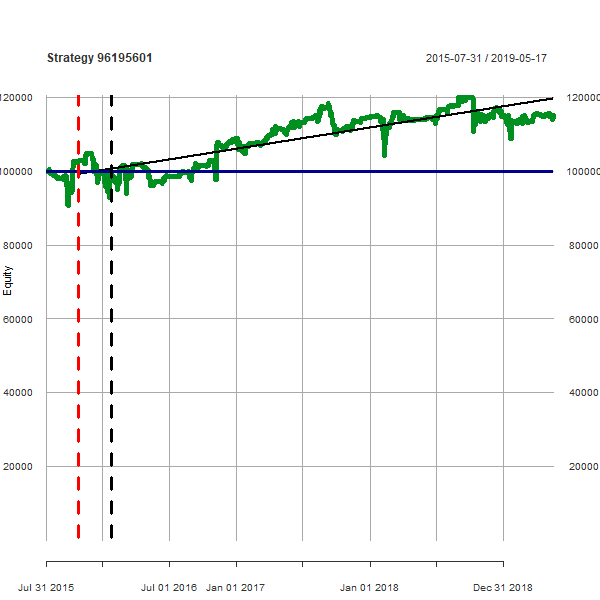 Strategy 96195601
2015-07-31 / 2019-05-17
120000
120000
100000
100000
80000
80000
60000
60000
40000
40000
20000
20000
Equity
Jul 31 2015
Jul 01 2016
Jan 01 2017
Jan 01 2018
Dec 31 2018